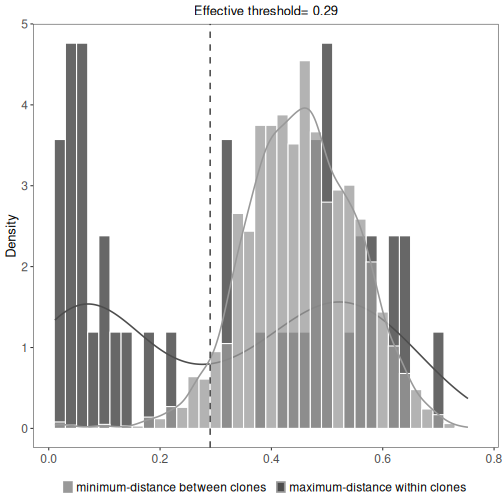 Effective threshold= 0.29
5
4
3
2
1
0
Density
0.0 0.2 0.4 0.6 0.8
minimum-distance between clones maximum-distance within clones